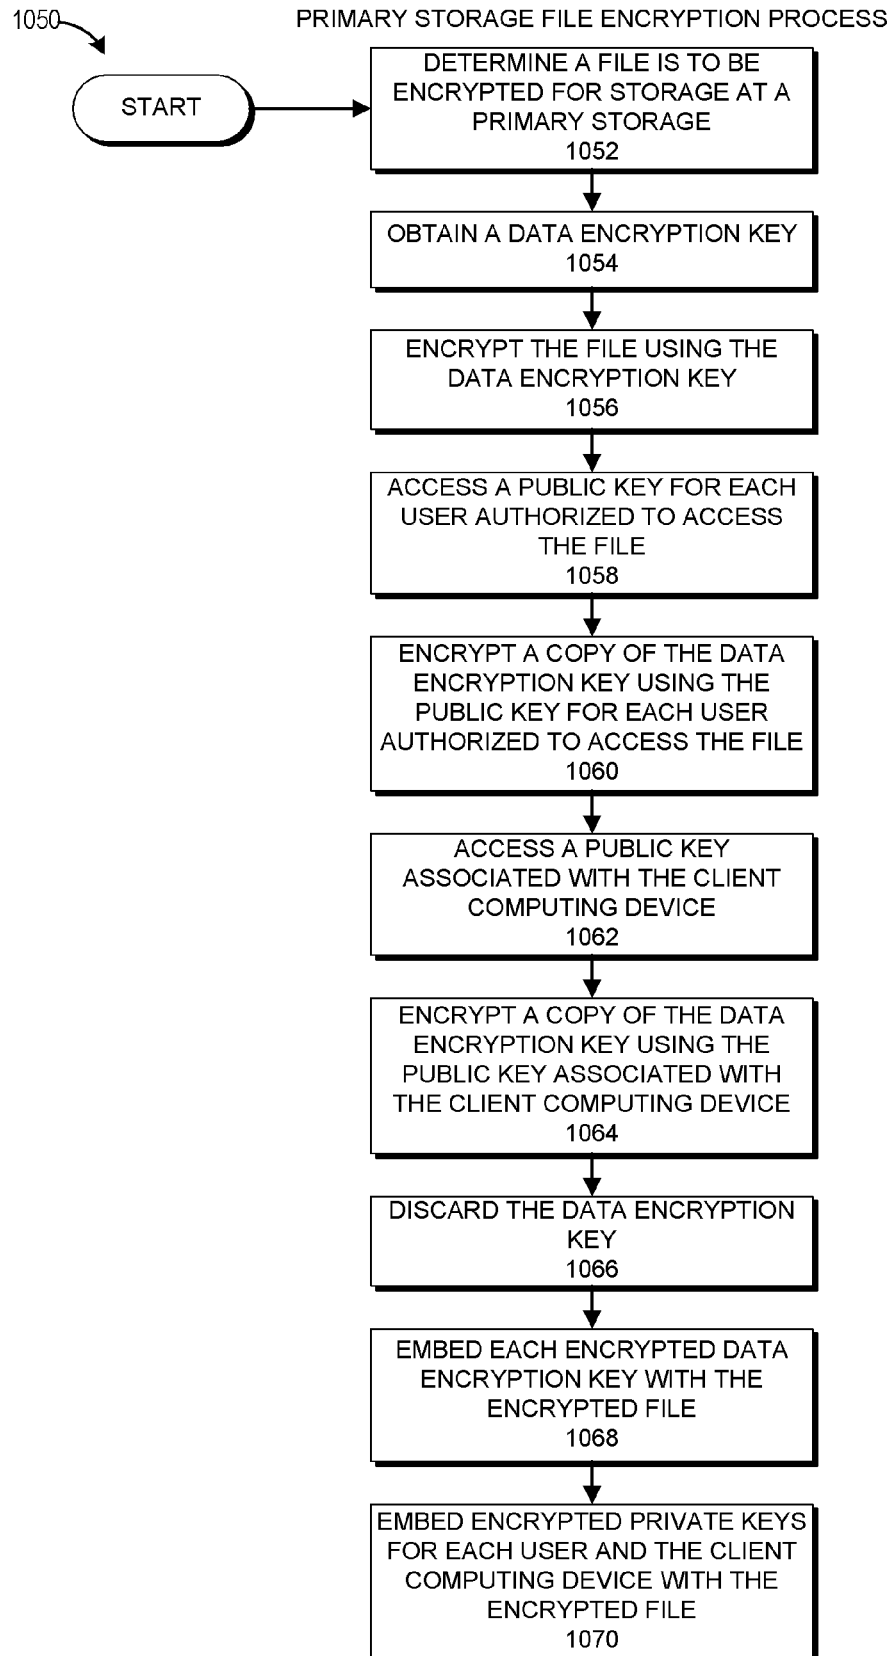 1050
PRIMARY STORAGE FILE ENCRYPTION PROCESS
START
DETERMINE A FILE IS TO BE
ENCRYPTED FOR STORAGE AT A
PRIMARY STORAGE
1052
OBTAIN A DATA ENCRYPTION KEY
1054
ENCRYPT THE FILE USING THE
DATA ENCRYPTION KEY
1056
ACCESS A PUBLIC KEY FOR EACH
USER AUTHORIZED TO ACCESS
THE FILE
1058
ENCRYPT A COPY OF THE DATA
ENCRYPTION KEY USING THE
PUBLIC KEY FOR EACH USER
AUTHORIZED TO ACCESS THE FILE
1060
ACCESS A PUBLIC KEY
ASSOCIATED WITH THE CLIENT
COMPUTING DEVICE
1062
ENCRYPT A COPY OF THE DATA
ENCRYPTION KEY USING THE
PUBLIC KEY ASSOCIATED WITH
THE CLIENT COMPUTING DEVICE
1064
DISCARD THE DATA ENCRYPTION
KEY
1066
EMBED EACH ENCRYPTED DATA
ENCRYPTION KEY WITH THE
ENCRYPTED FILE
1068
EMBED ENCRYPTED PRIVATE KEYS
FOR EACH USER AND THE CLIENT
COMPUTING DEVICE WITH THE
ENCRYPTED FILE
1070